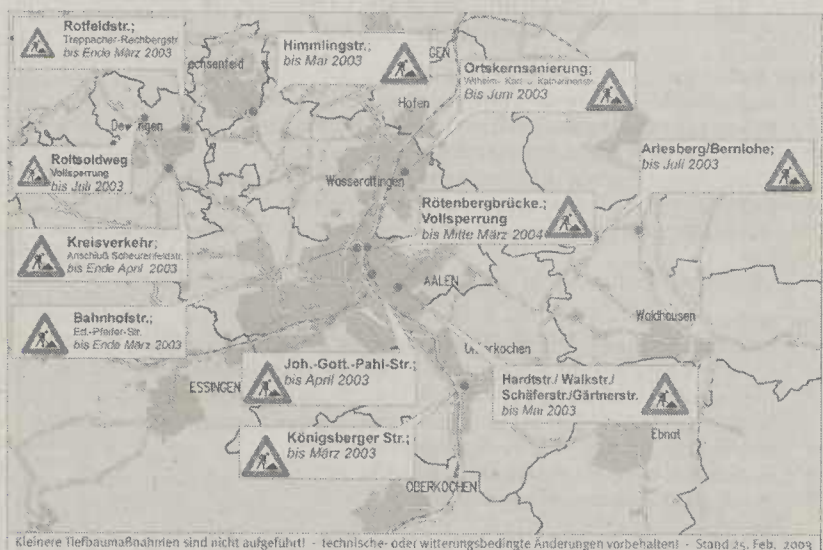 Rotfeldstr.;
Treppacher-Rechbergstr.
bis Ende März 2003
Himmlingstr.;
bis Mai 2003
Ortskernsanierung;
Wilhelm- Karl- u. Katharinenstr.
Bis Juni 2003
Hofen
Arlesberg/Bernlohe;
bis Juli 2003
Roltsoldweg
Vollsperrung
bis Juli 2003
Wasseralfingen
Rötenbergbrücke.;
Vollsperrung
bis Mitte März 2004
Kreisverkehr;
Anschluß Scheurenfeldstr.
bis Ende April 2003
AALEN
Waldhausen
Bahnhofstr.;
Ed.-Pfeifer-Str.
bis Ende März 2003
Joh.-Gott.-Pahl-Str.;
bis April 2003
ESSINGEN
Hardtstr./ Walkstr./
Schäferstr./Gärtnerstr.
bis Mai 2003
Königsberger Str.;
bis März 2003
Ebnat
OBERKOCHEN
Kleinere Tiefbaumaßnahmen sind nicht aufgeführt! - technische- oder witterungsbedingte Änderungen vorbehalten! - Stand 25. Feb. 2003